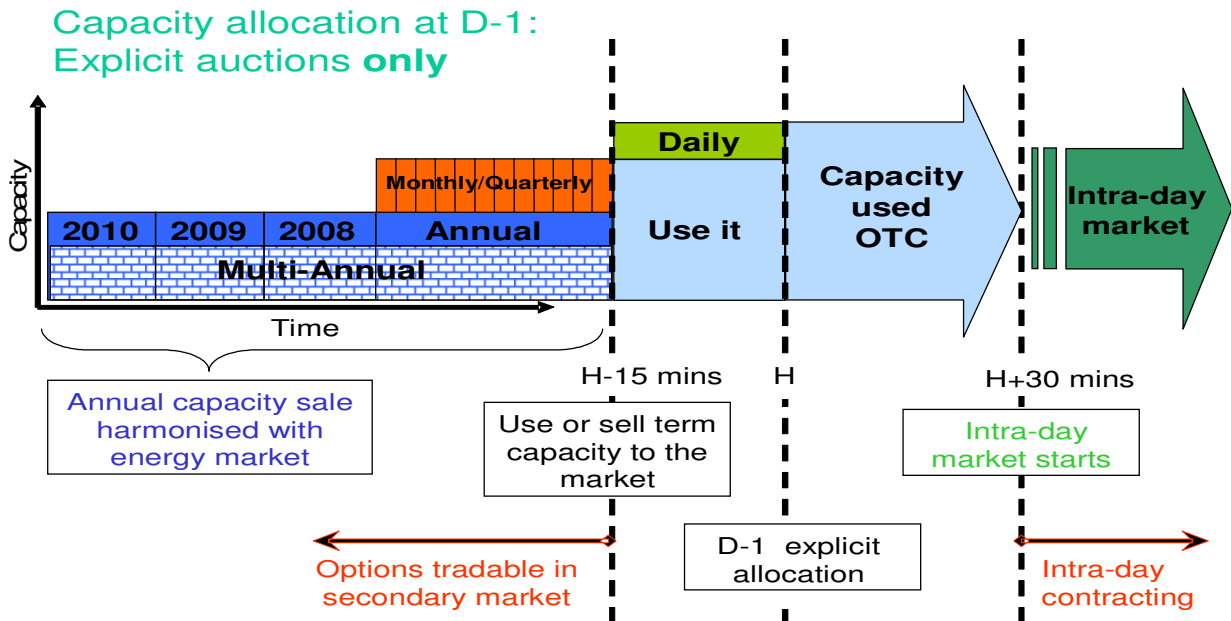 Capacity allocation at D-1:
Explicit auctions only
Capacity
2010
2009
2008
Annual
Monthly/Quarterly
Multi-Annual
Time
Daily
Use it
Capacity
used
OTC
Intra-day
market
H-15 mins
H
H+30 mins
Annual capacity sale
harmonised with
energy market
Use or sell term
capacity to the
market
Intra-day
market starts
D-1 explicit
allocation
Options tradable in
secondary market
Intra-day
contracting